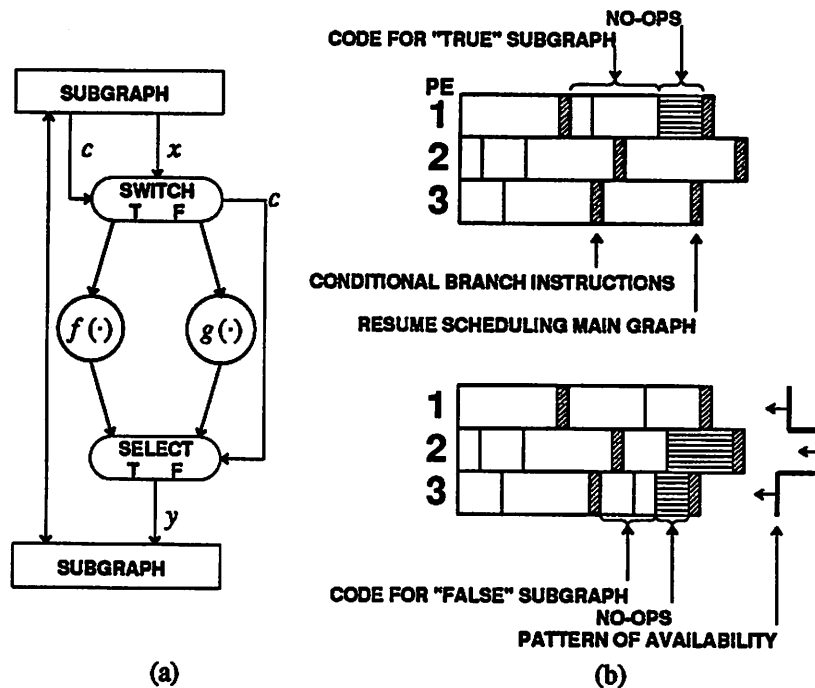 SUBGRAPH
c
x
SWITCH
T F
c
f(·)
g(·)
SELECT
T F
y
SUBGRAPH
(a)
NO-OPS
CODE FOR "TRUE" SUBGRAPH
PE
1
2
3
CONDITIONAL BRANCH INSTRUCTIONS
RESUME SCHEDULING MAIN GRAPH
1
2
3
CODE FOR "FALSE" SUBGRAPH
NO-OPS
PATTERN OF AVAILABILITY
(b)